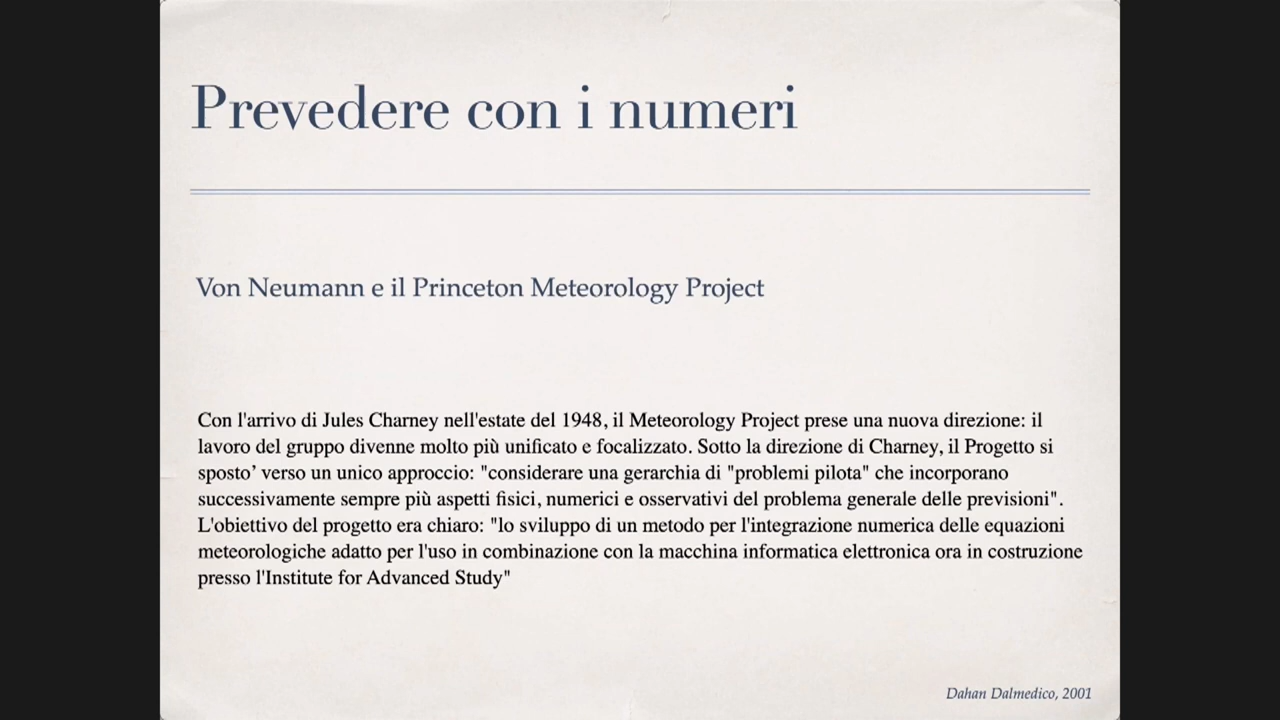 Prevedere con i numeri
Von Neumann e il Princeton Meteorology Project
Con l'arrivo di Jules Charney nell'estate del 1948, il Meteorology Project prese una nuova direzione: il
lavoro del gruppo divenne molto più unificato e focalizzato. Sotto la direzione di Charney, il Progetto si
sposto’ verso un unico approccio: "considerare una gerarchia di "problemi pilota" che incorporano
successivamente sempre più aspetti fisici, numerici e osservativi del problema generale delle previsioni".
L'obiettivo del progetto era chiaro: "lo sviluppo di un metodo per l'integrazione numerica delle equazioni
meteorologiche adatto per l'uso in combinazione con la macchina informatica elettronica ora in costruzione
presso l'Institute for Advanced Study"
Dahan Dalmedico, 2001